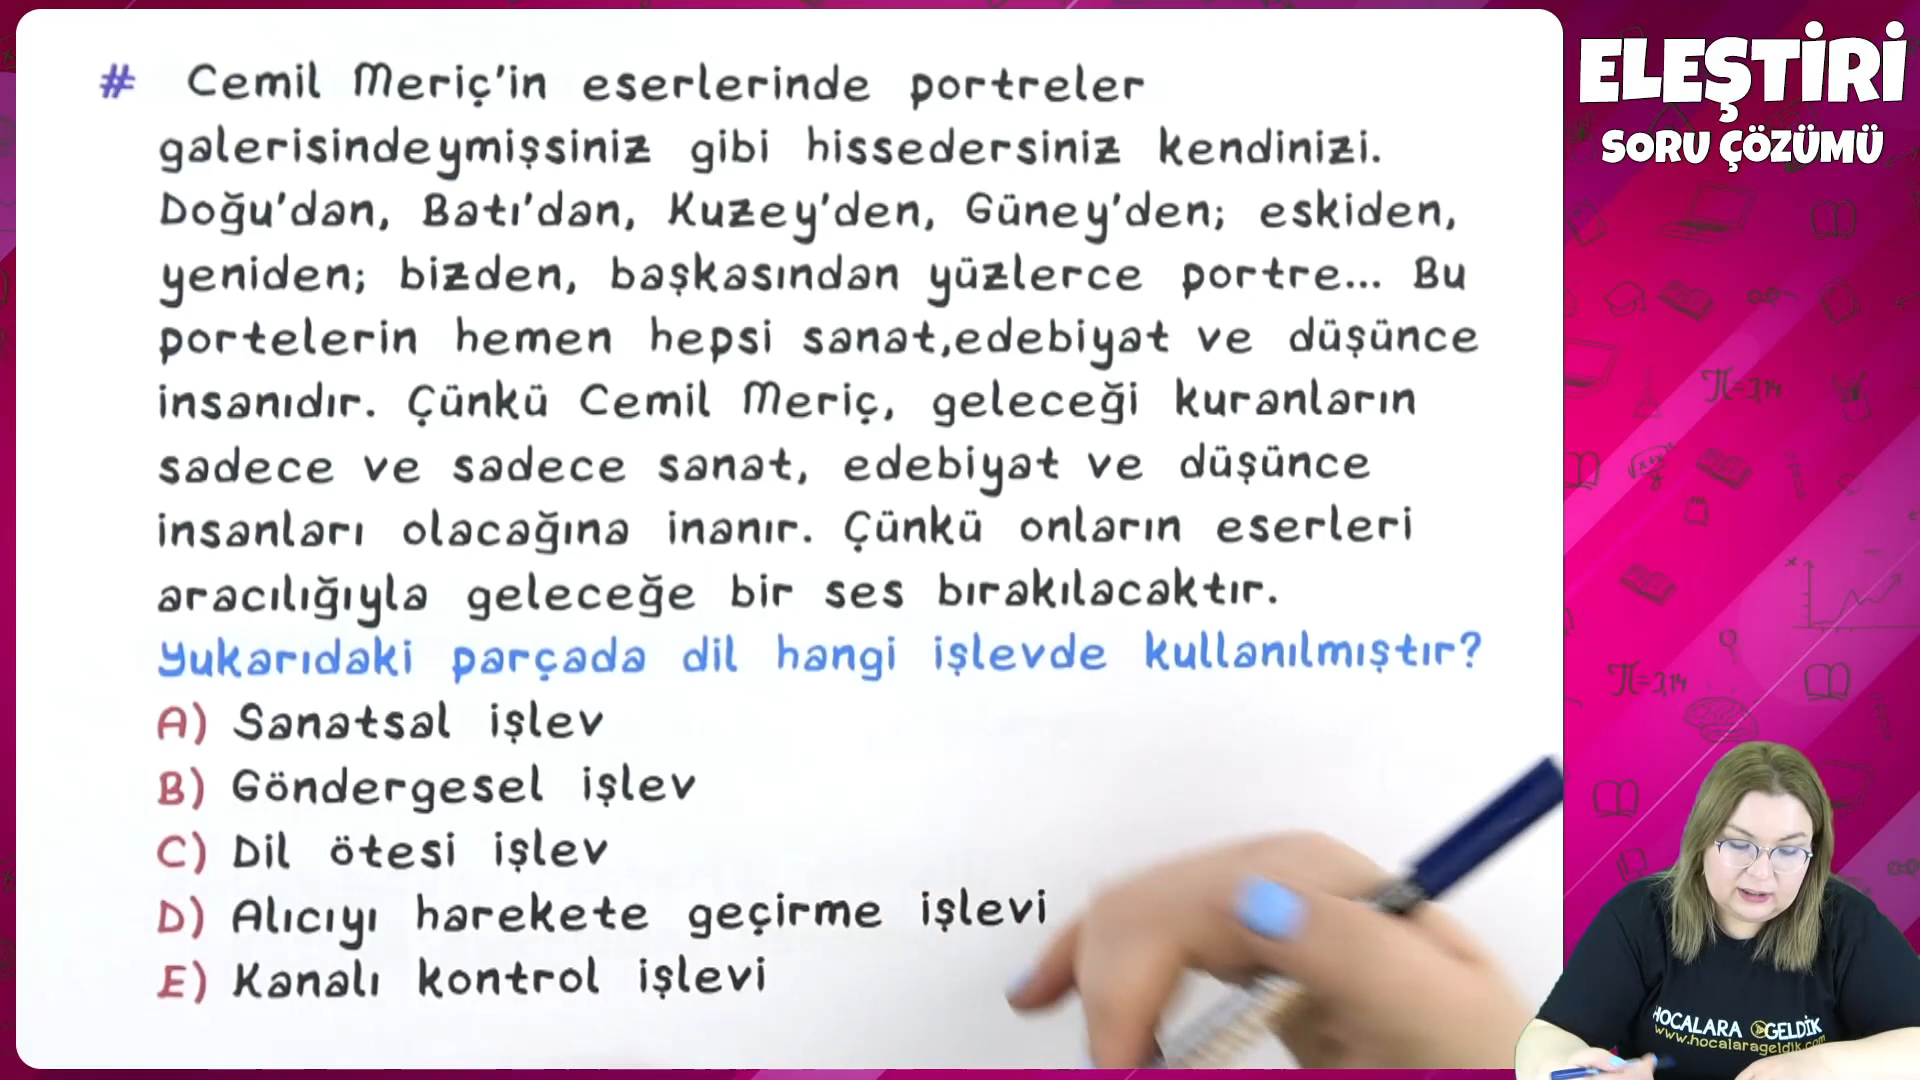 ELEŞTİRİ
SORU ÇÖZÜMÜ
# Cemil Meriç'in eserlerinde portreler
galerisindeymişsiniz gibi hissedersiniz kendinizi.
Doğu'dan, Batı'dan, Kuzey'den, Güney'den; eskiden,
yeniden; bizden, başkasından yüzlerce portre... Bu
portelerin hemen hepsi sanat,edebiyat ve düşünce
insanıdır. Çünkü Cemil Meriç, geleceği kuranların
sadece ve sadece sanat, edebiyat ve düşünce
insanları olacağına inanır. Çünkü onların eserleri
aracılığıyla geleceğe bir ses bırakılacaktır.
Yukarıdaki parçada dil hangi işlevde kullanılmıştır?
A) Sanatsal işlev
B) Göndergesel işlev
C) Dil ötesi işlev
D) Alıcıyı harekete geçirme işlevi
E) Kanalı kontrol işlevi
π=3,14
π=3,14
HOCALARA GELDİK
www.hocalarageldik.com